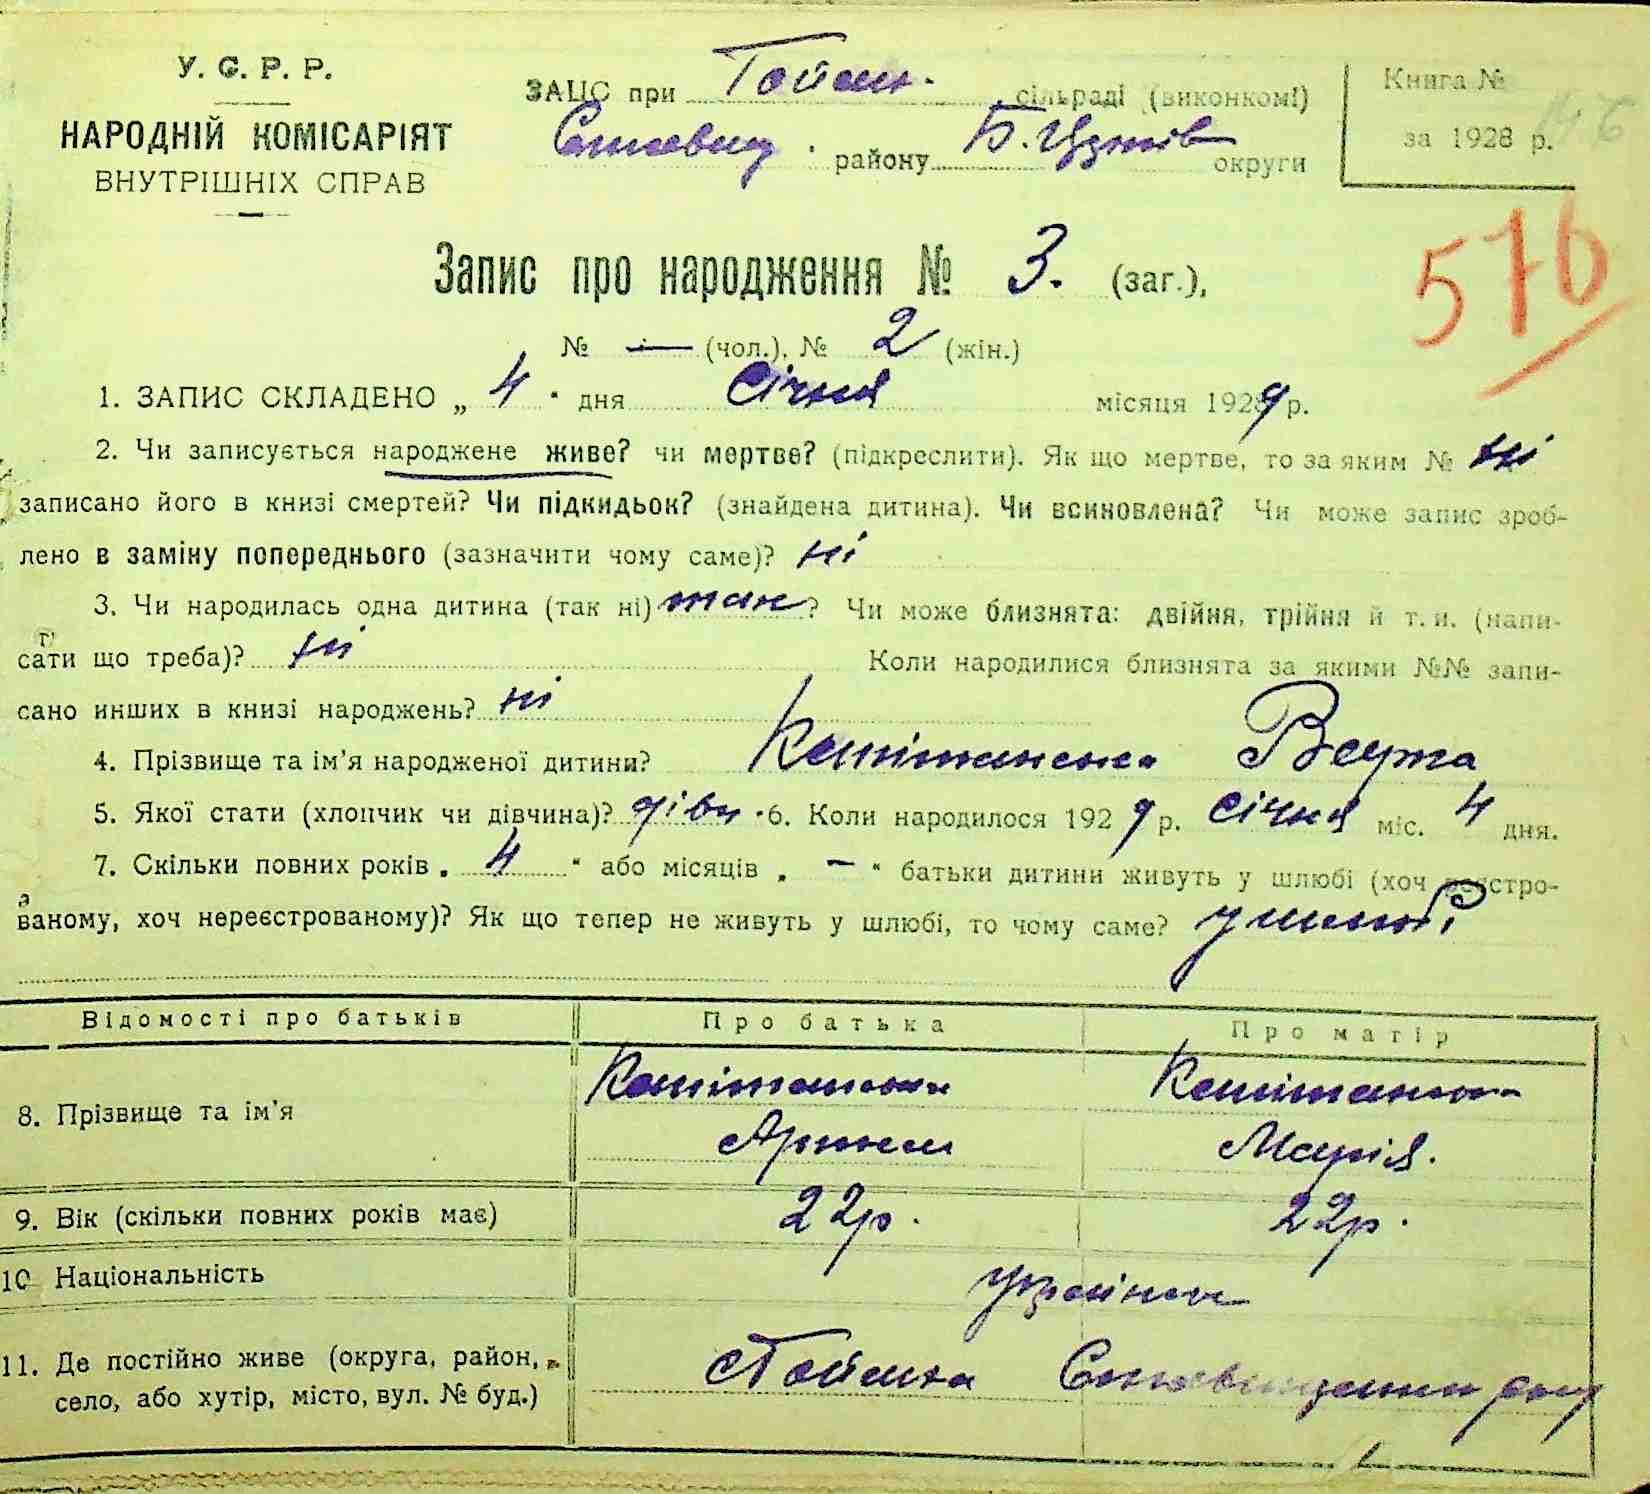 У. С. Р. Р.
НАРОДНІЙ КОМІСАРІЯТ
ВНУТРІШНІХ СПРАВ
ЗАЦС при сільраді (виконкомі)
району Б. Церків округи
Книга № 146
за 1928 р.
576
Запис про народження № 3. (заг.),
№ — (чол.), № 2 (жін.)
1. ЗАПИС СКЛАДЕНО „ 4 " дня Січня місяця 1929 р.
2. Чи записується народжене живе? чи мертве? (підкреслити). Як що мертве, то за яким № ні
записано його в книзі смертей? Чи підкидьок? (знайдена дитина). Чи всиновлена? Чи може запис зроб-
лено в заміну попереднього (зазначити чому саме)? ні
3. Чи народилась одна дитина (так ні) так? Чи може близнята: двійня, трійня й т. и. (напи-
сати що треба)? ні Коли народилися близнята за якими №№ запи-
сано инших в книзі народжень? ні
4. Прізвище та ім'я народженої дитини?
5. Якої стати (хлопчик чи дівчина)? дівч. 6. Коли народилося 1929 р. Січня міс. 4 дня.
7. Скільки повних років „ 4 " або місяців „ — " батьки дитини живуть у шлюбі (хоч реєстро-
ваному, хоч нереєстрованому)? Як що тепер не живуть у шлюбі, то чому саме? у шлюбі
Відомості про батьків Про батька Про матір
8. Прізвище та ім'я
Марія.
9. Вік (скільки повних років має) 22р. 22р.
10 Національність
11. Де постійно живе (округа, район,
село, або хутір, місто, вул. № буд.)